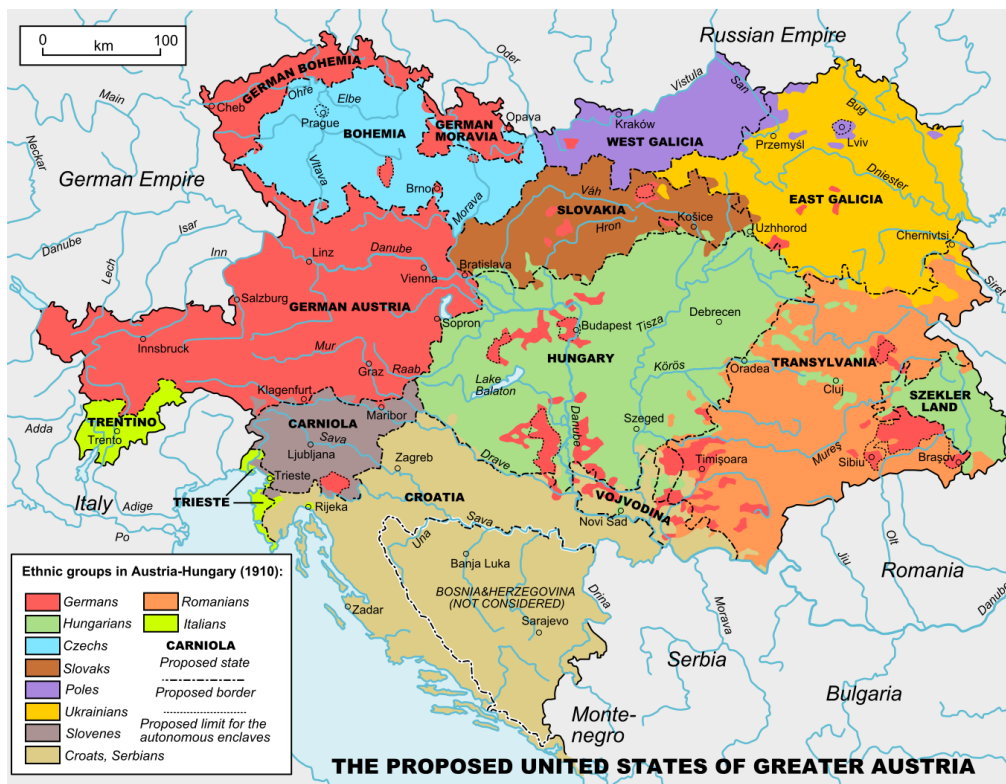 0 100
km
Russian Empire
Oder
Vistula
San
GERMAN BOHEMIA
Main
Cheb
Ohře
Elbe
Prague
Opava
GERMAN
MORAVIA
BOHEMIA
Kraków
WEST GALICIA
Bug
Przemyśl
Lviv
Neckar
German Empire
Vltava
Brno
Morava
Váh
SLOVAKIA
Hron
Košice
Dniester
EAST GALICIA
Uzhhorod
Chernivtsi
Siret
Danube
Lech
Isar
Inn
Linz
Danube
Vienna
Bratislava
Salzburg
GERMAN AUSTRIA
Sopron
Budapest
Tisza
Debrecen
Innsbruck
Mur
Graz
Raab
HUNGARY
Lake
Balaton
Körös
Oradea
TRANSYLVANIA
Cluj
SZEKLER
LAND
Klagenfurt
Maribor
TRENTINO
Trento
Adda
CARNIOLA
Sava
Ljubljana
Szeged
Danube
Drave
Timișoara
Mureș
Sibiu
Brașov
Zagreb
Trieste
TRIESTE
Italy
Adige
Po
Rijeka
CROATIA
VOJVODINA
Novi Sad
Sava
Una
Banja Luka
BOSNIA&HERZEGOVINA
(NOT CONSIDERED)
Sarajevo
Drina
Zadar
Morava
Jiu
Olt
Romania
Danube
Serbia
Bulgaria
Monte-
negro
Ethnic groups in Austria-Hungary (1910):
Germans
Hungarians
Czechs
Slovaks
Poles
Ukrainians
Slovenes
Croats, Serbians
Romanians
Italians
CARNIOLA
Proposed state
Proposed border
Proposed limit for the
autonomous enclaves
THE PROPOSED UNITED STATES OF GREATER AUSTRIA